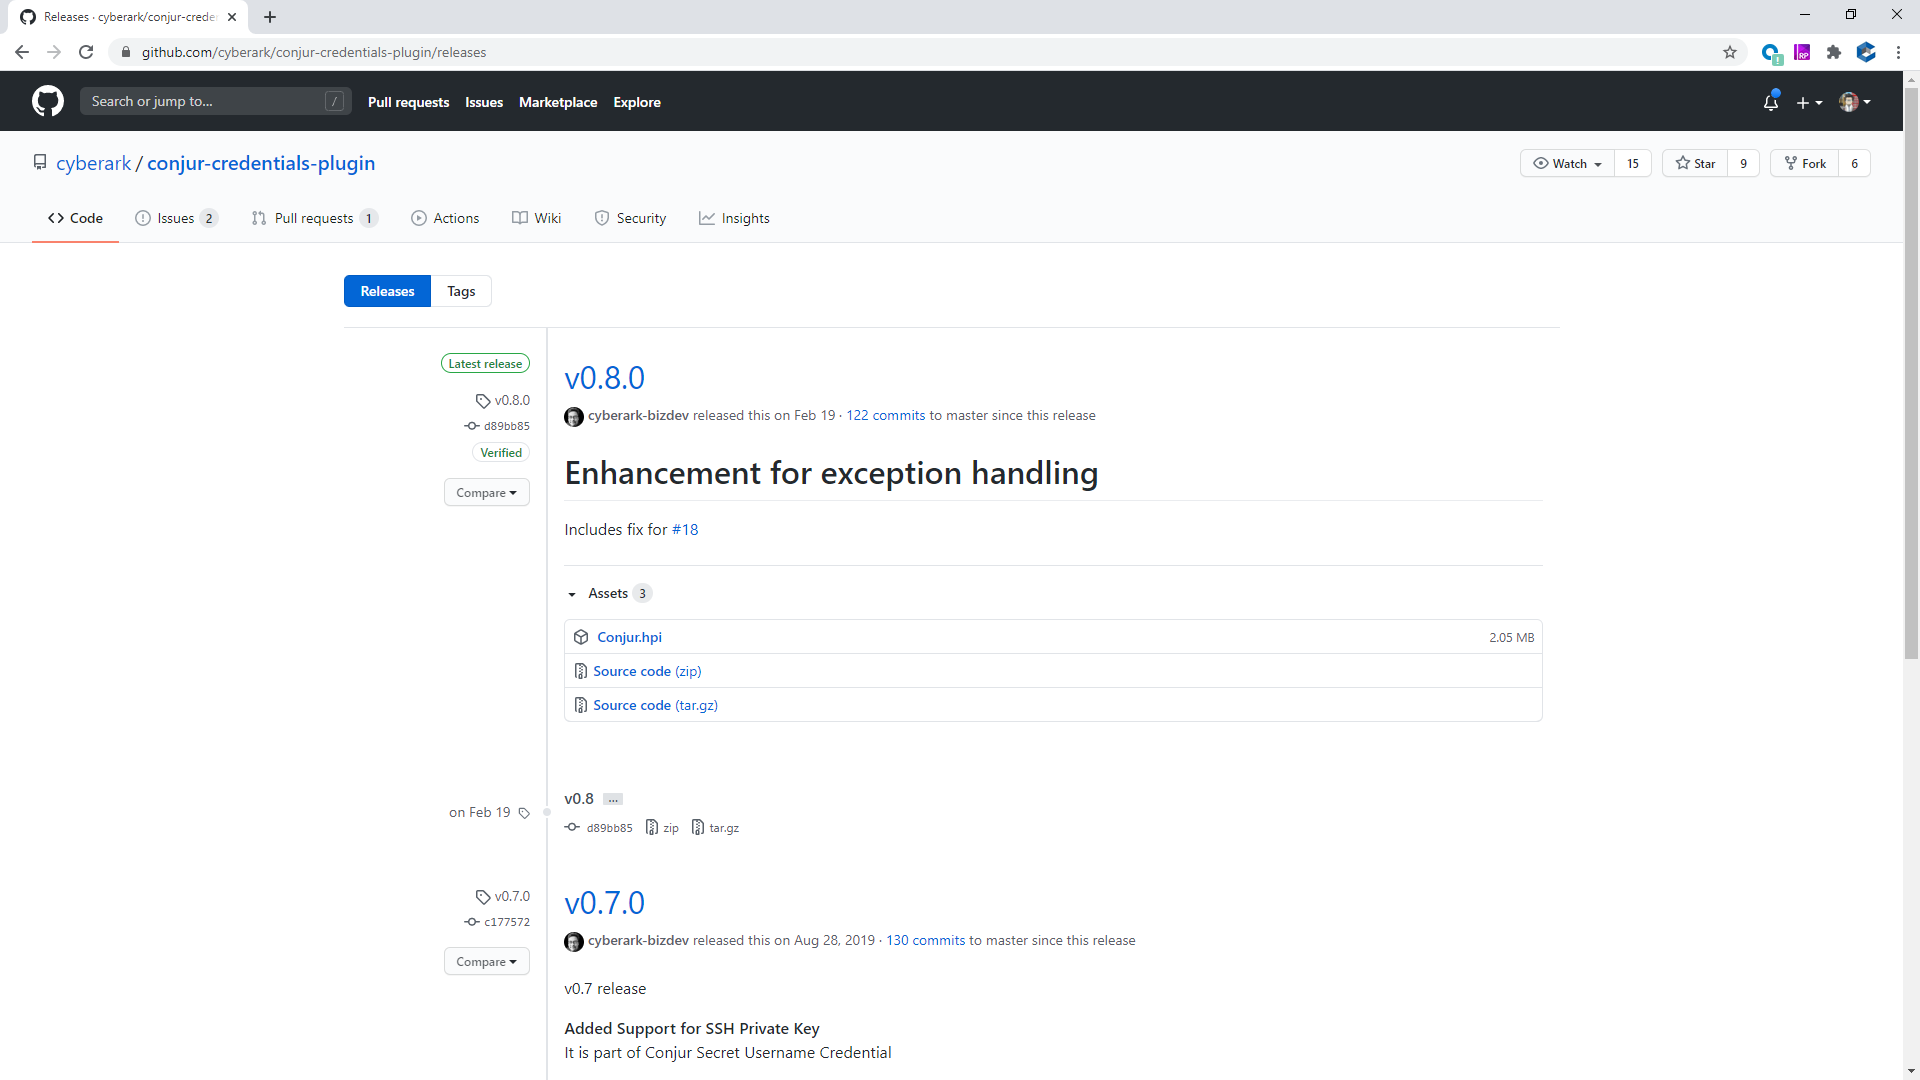 Releases · cyberark/conjur-crede
github.com/cyberark/conjur-credentials-plugin/releases
Search or jump to... /
Pull requests Issues Marketplace Explore
cyberark / conjur-credentials-plugin
Watch 15 Star 9 Fork 6
Code Issues 2 Pull requests 1 Actions Wiki Security Insights
Releases Tags
Latest release
v0.8.0
d89bb85
Verified
Compare
v0.8.0
cyberark-bizdev released this on Feb 19 · 122 commits to master since this release
Enhancement for exception handling
Includes fix for #18
Assets 3
Conjur.hpi 2.05 MB
Source code (zip)
Source code (tar.gz)
on Feb 19
v0.8 ...
d89bb85 zip tar.gz
v0.7.0
c177572
Compare
v0.7.0
cyberark-bizdev released this on Aug 28, 2019 · 130 commits to master since this release
v0.7 release
Added Support for SSH Private Key
It is part of Conjur Secret Username Credential